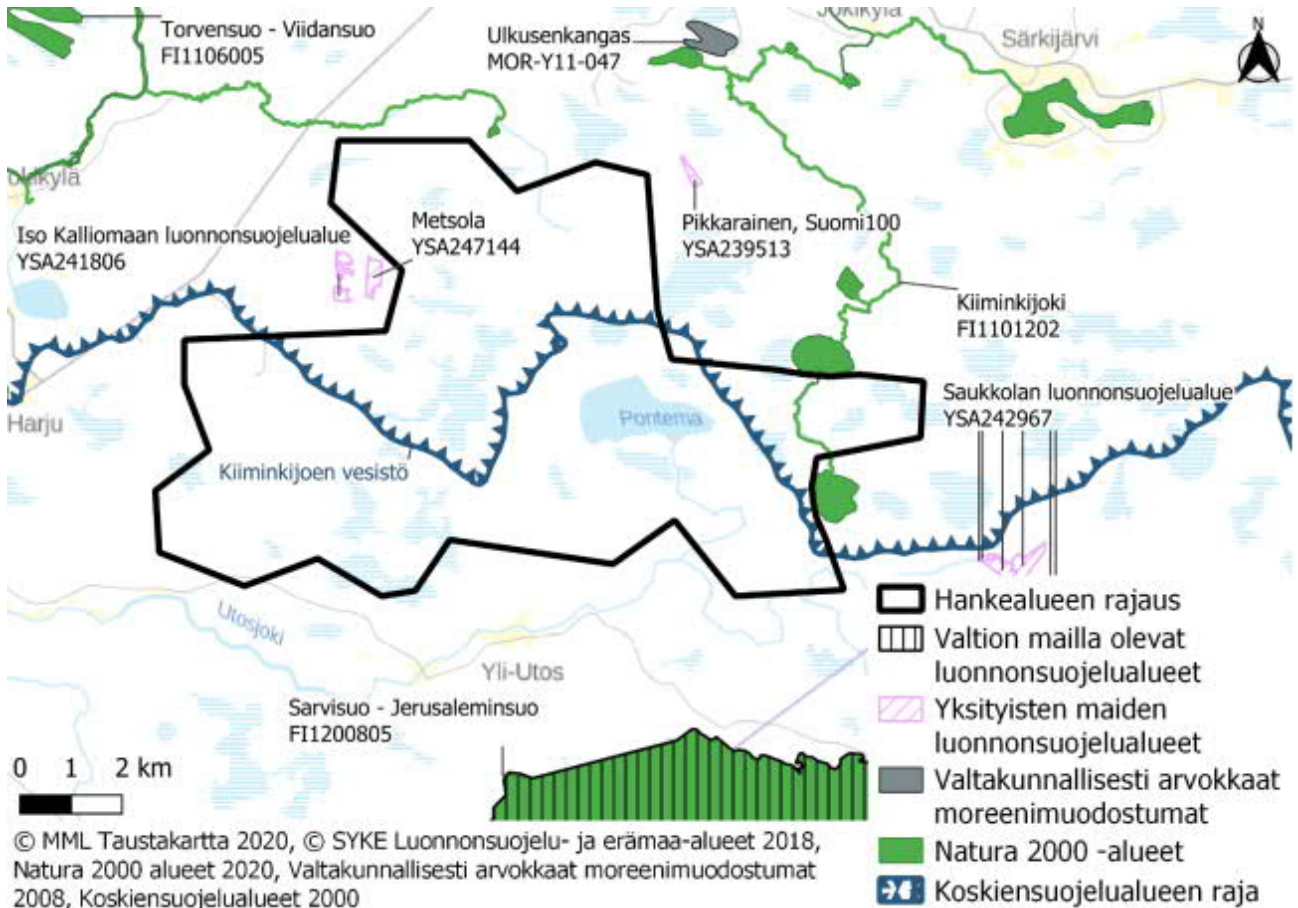 Torvensuo - Viidansuo
FI1106005
Ulkusenkangas
MOR-Y11-047
Jokikylä
Särkijärvi
N
Jokikylä
Iso Kalliomaan luonnonsuojelualue
YSA241806
Metsola
YSA247144
Pikkarainen, Suomi100
YSA239513
Kiiminkijoki
FI1101202
Saukkolan luonnonsuojelualue
YSA242967
Harju
Pontema
Kiiminkijoen vesistö
Utosjoki
Yli-Utos
Sarvisuo - Jerusaleminsuo
FI1200805
0 1 2 km
Hankealueen rajaus
Valtion mailla olevat
luonnonsuojelualueet
Yksityisten maiden
luonnonsuojelualueet
Valtakunnallisesti arvokkaat
moreenimuodostumat
Natura 2000 -alueet
Koskiensuojelualueen raja
© MML Taustakartta 2020, © SYKE Luonnonsuojelu- ja erämaa-alueet 2018,
Natura 2000 alueet 2020, Valtakunnallisesti arvokkaat moreenimuodostumat
2008, Koskiensuojelualueet 2000